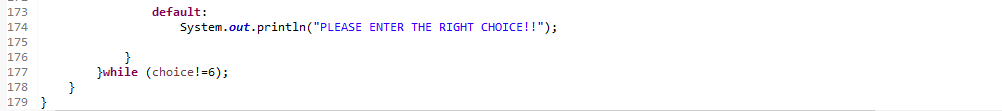 173 default:
174 System.out.println("PLEASE ENTER THE RIGHT CHOICE!!");
175
176 }
177 }while (choice!=6);
178 }
179 }